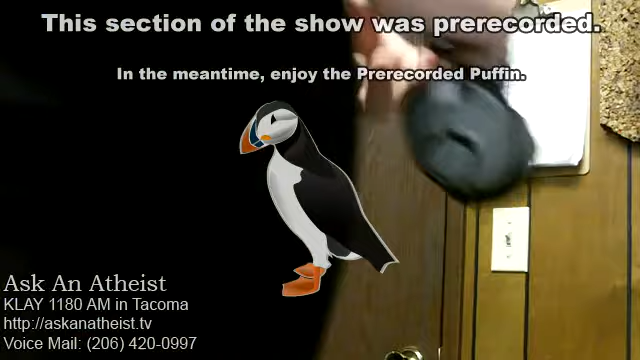 This section of the show was prerecorded.
In the meantime, enjoy the Prerecorded Puffin.
Ask An Atheist
KLAY 1180 AM in Tacoma
http://askanatheist.tv
Voice Mail: (206) 420-0997